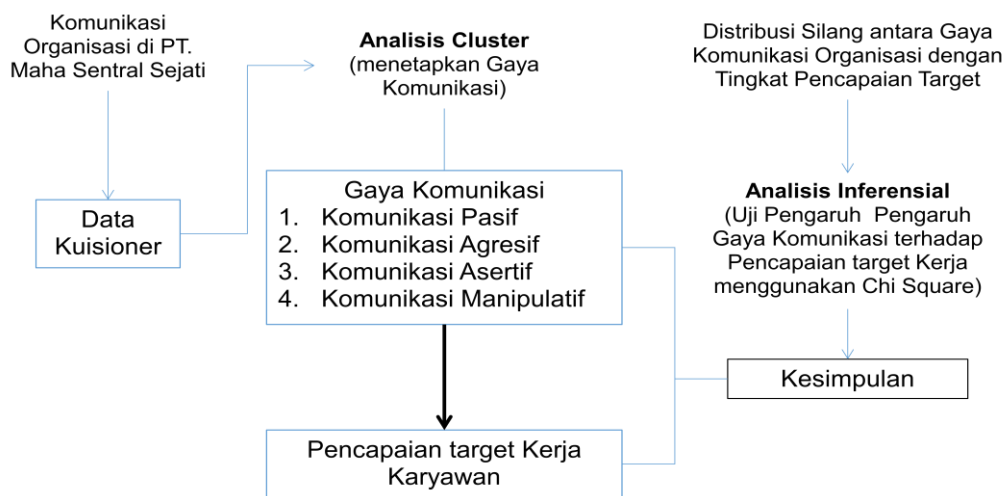 Komunikasi
Organisasi di PT.
Maha Sentral Sejati
Data
Kuisioner
Analisis Cluster
(menetapkan Gaya
Komunikasi)
Gaya Komunikasi
1. Komunikasi Pasif
2. Komunikasi Agresif
3. Komunikasi Asertif
4. Komunikasi Manipulatif
Pencapaian target Kerja
Karyawan
Distribusi Silang antara Gaya
Komunikasi Organisasi dengan
Tingkat Pencapaian Target
Analisis Inferensial
(Uji Pengaruh Pengaruh
Gaya Komunikasi terhadap
Pencapaian target Kerja
menggunakan Chi Square)
Kesimpulan